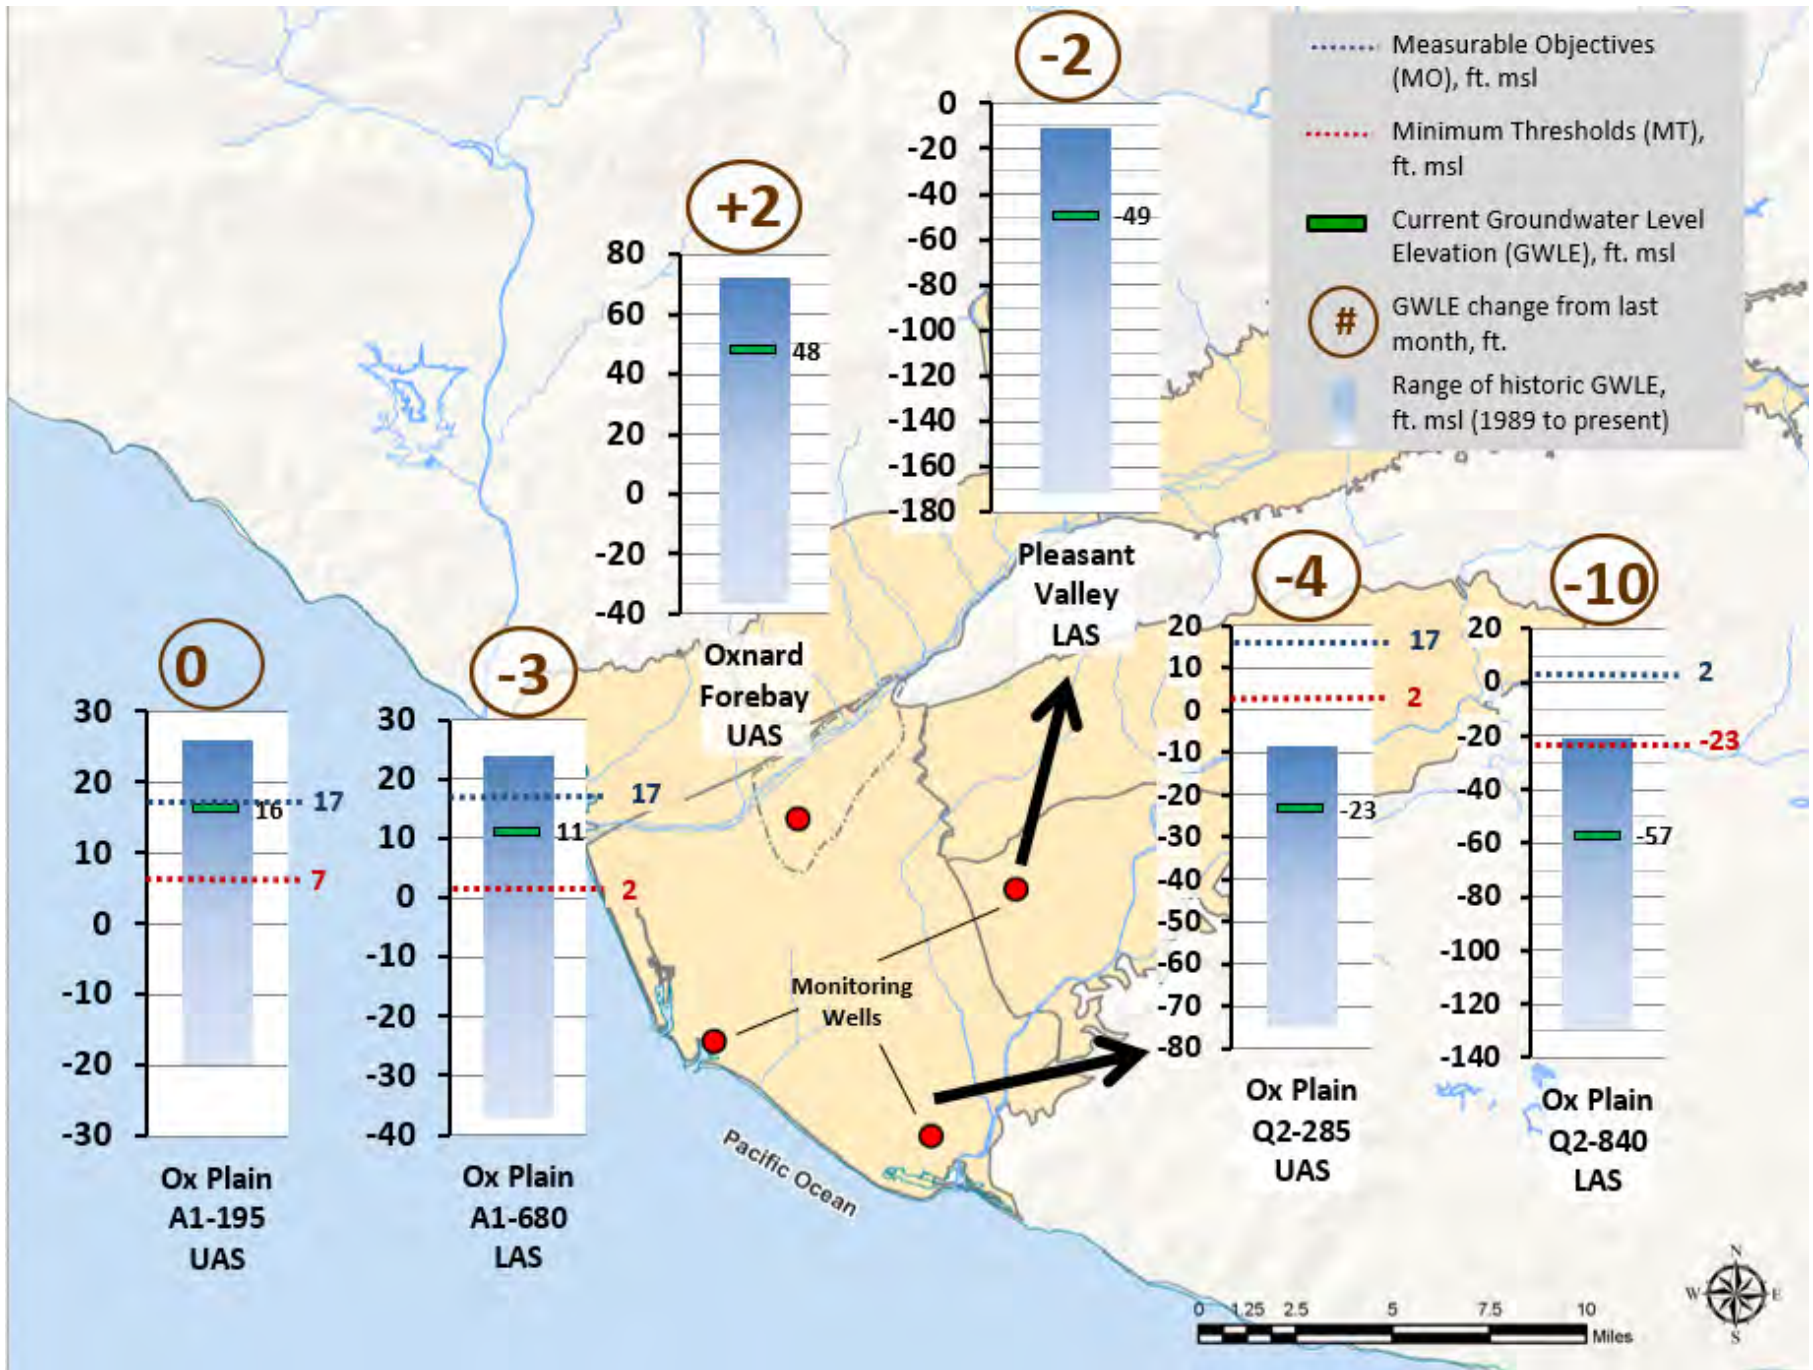 -2
0
-20
-40
-60
-80
-100
-120
-140
-160
-180
-49
Pleasant
Valley
LAS
Measurable Objectives
(MO), ft. msl
Minimum Thresholds (MT),
ft. msl
Current Groundwater Level
Elevation (GWLE), ft. msl
#
GWLE change from last
month, ft.
Range of historic GWLE,
ft. msl (1989 to present)
+2
80
60
40
20
0
-20
-40
48
Oxnard
Forebay
UAS
0
30
20
10
0
-10
-20
-30
17
16
7
Ox Plain
A1-195
UAS
-3
30
20
10
0
-10
-20
-30
-40
17
11
2
Ox Plain
A1-680
LAS
-4
20
10
0
-10
-20
-30
-40
-50
-60
-70
-80
17
2
-23
Ox Plain
Q2-285
UAS
-10
20
0
-20
-40
-60
-80
-100
-120
-140
2
-23
-57
Ox Plain
Q2-840
LAS
Monitoring
Wells
Pacific Ocean
N
W E
S
0 1.25 2.5 5 7.5 10
Miles